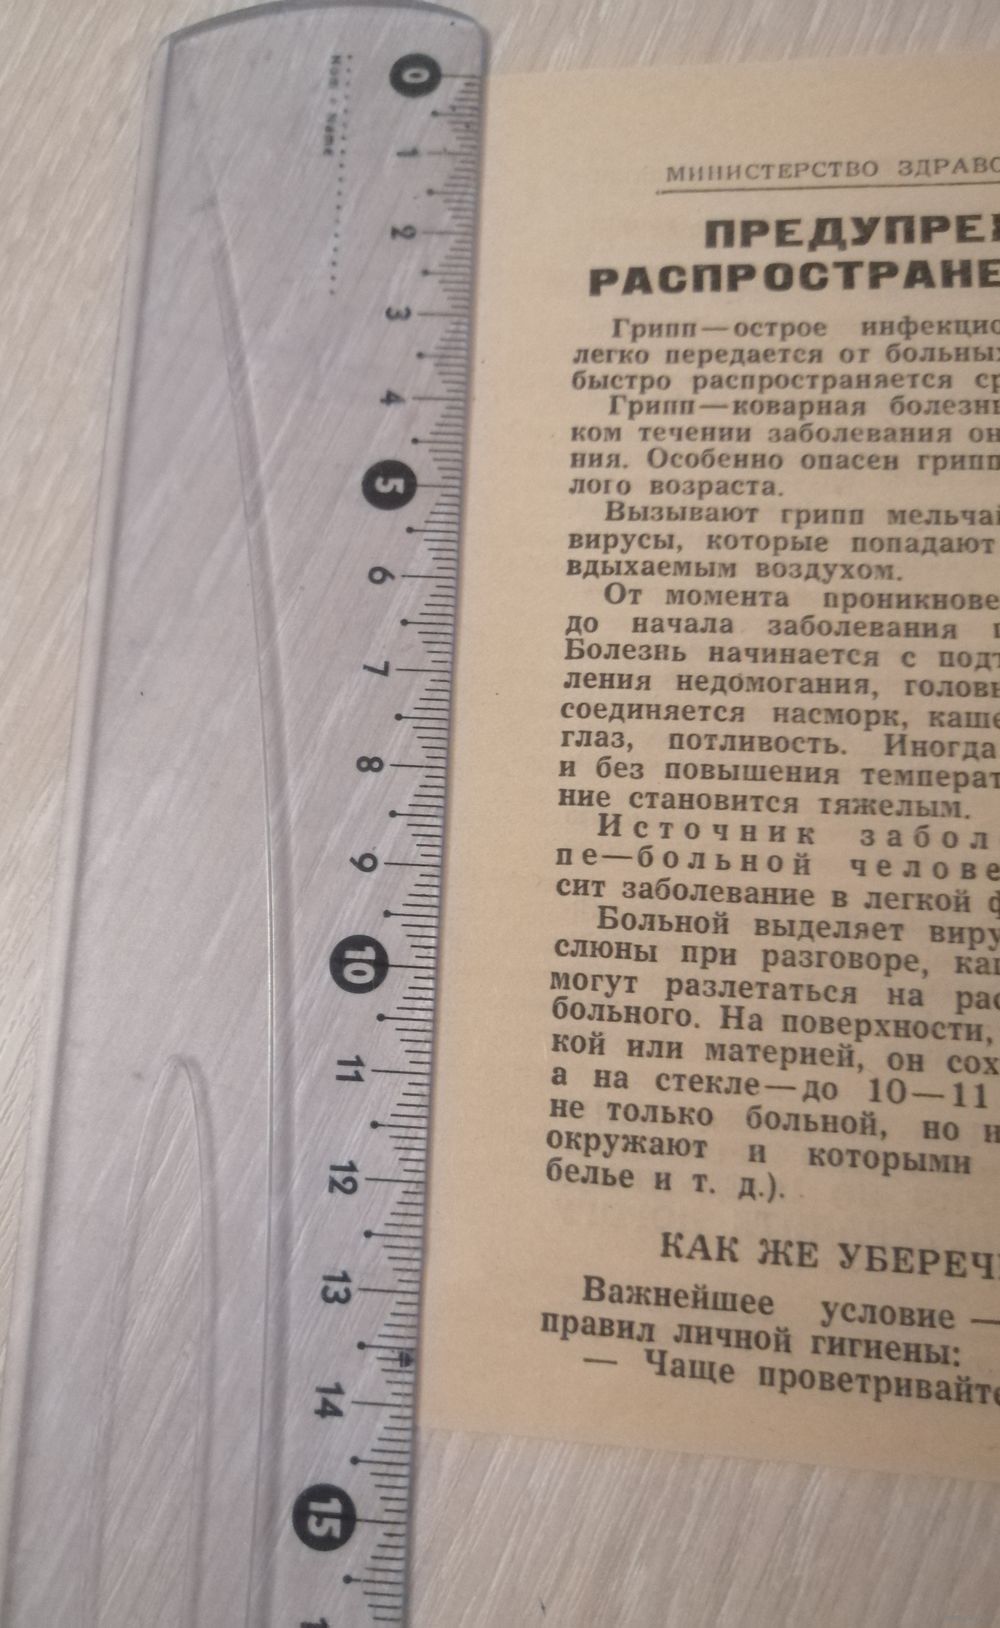 Nom · Name
0
1
2
3
4
5
6
7
8
9
10
11
12
13
14
15
МИНИСТЕРСТВО
ПРЕДУПРЕ
РАСПРОСТРАНЕ
Грипп—острое инфекцио
легко передается от больны
быстро распространяется ср
Грипп—коварная болезн
ком течении заболевания он
ния. Особенно опасен грипп
лого возраста.
Вызывают грипп мельча
вирусы, которые попадают
вдыхаемым воздухом.
От момента проникнове
до начала заболевания
Болезнь начинается с подт
ления недомогания, голов
соединяется насморк, каше
глаз, потливость. Иногда
и без повышения температ
ние становится тяжелым.
Источник забол
пе—больной челове
сит заболевание в легкой ф
Больной выделяет виру
слюны при разговоре, ка
могут разлетаться на рас
больного. На поверхности,
кой или материей, он сох
а на стекле—до 10—11
не только больной, но и
окружают и которыми
белье и т. д.).
КАК ЖЕ УБЕРЕЧ
Важнейшее условие —
правил личной гигиены:
— Чаще проветривайте